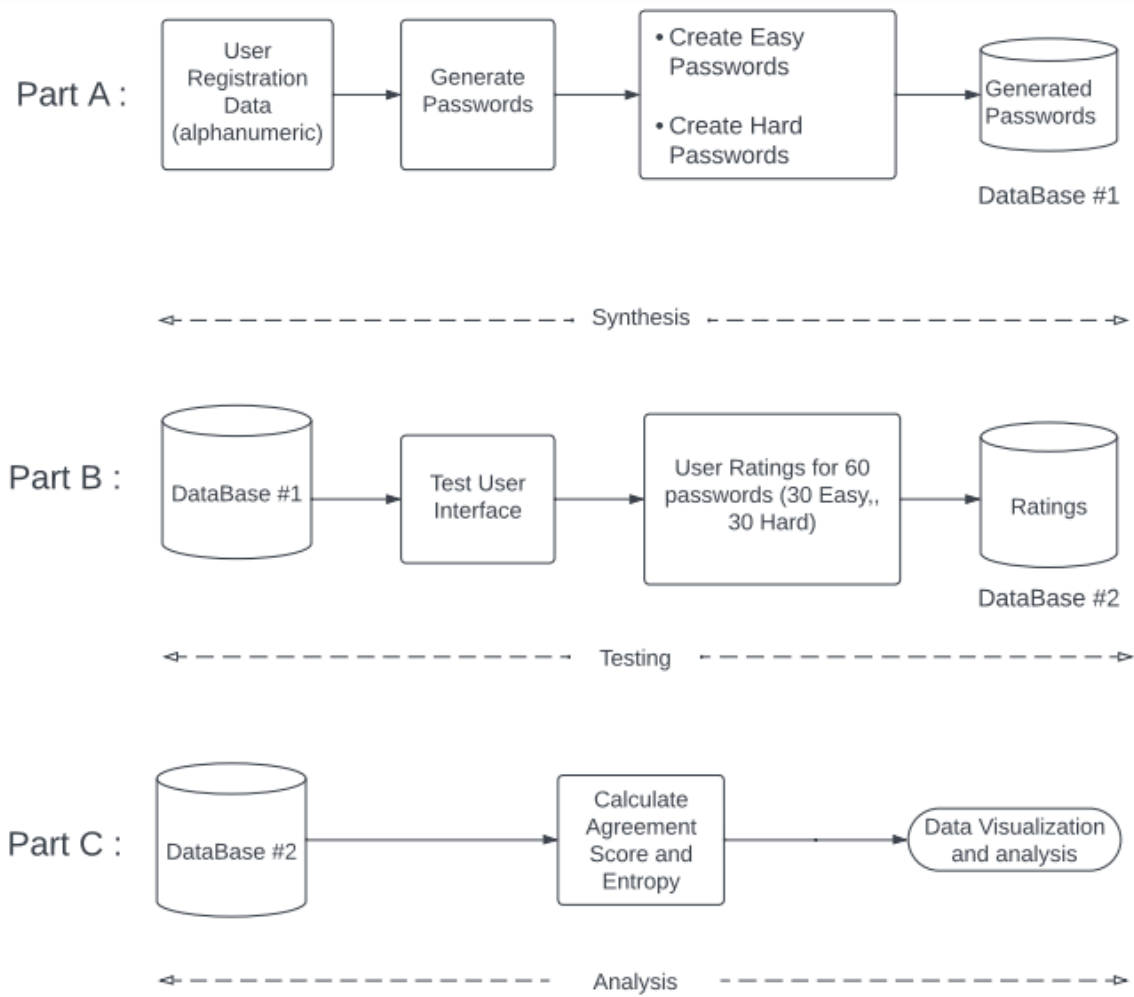 Part A :
User
Registration
Data
(alphanumeric)
Generate
Passwords
• Create Easy
Passwords
• Create Hard
Passwords
Generated
Passwords
DataBase #1
Synthesis
Part B :
DataBase #1
Test User
Interface
User Ratings for 60
passwords (30 Easy,,
30 Hard)
Ratings
DataBase #2
Testing
Part C :
DataBase #2
Calculate
Agreement
Score and
Entropy
Data Visualization
and analysis
Analysis